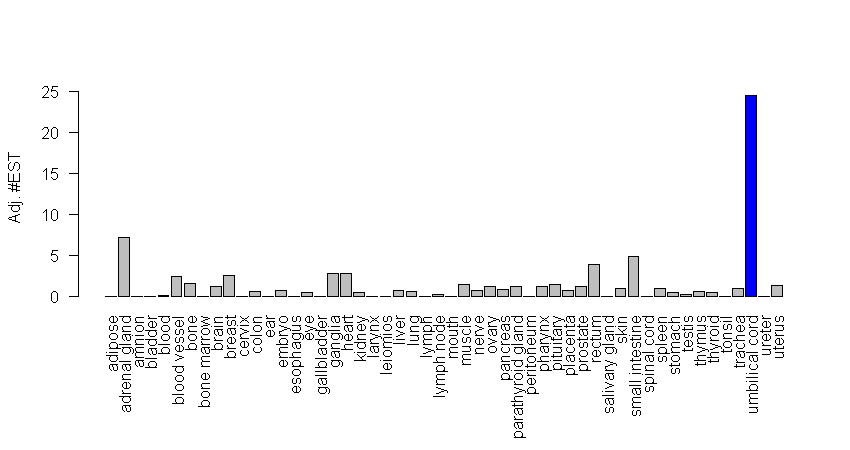 25
20
15
10
5
0
Adj. #EST
adipose
adrenal gland
amnion
bladder
blood
blood vessel
bone
bone marrow
brain
breast
cervix
colon
ear
embryo
esophagus
eye
gallbladder
ganglia
heart
kidney
larynx
leiomios
liver
lung
lymph
lymph node
mouth
muscle
nerve
ovary
pancreas
parathyroid gland
peritoneum
pharynx
pituitary
placenta
prostate
rectum
salivary gland
skin
small intestine
spinal cord
spleen
stomach
testis
thymus
thyroid
tonsil
trachea
umbilical cord
ureter
uterus